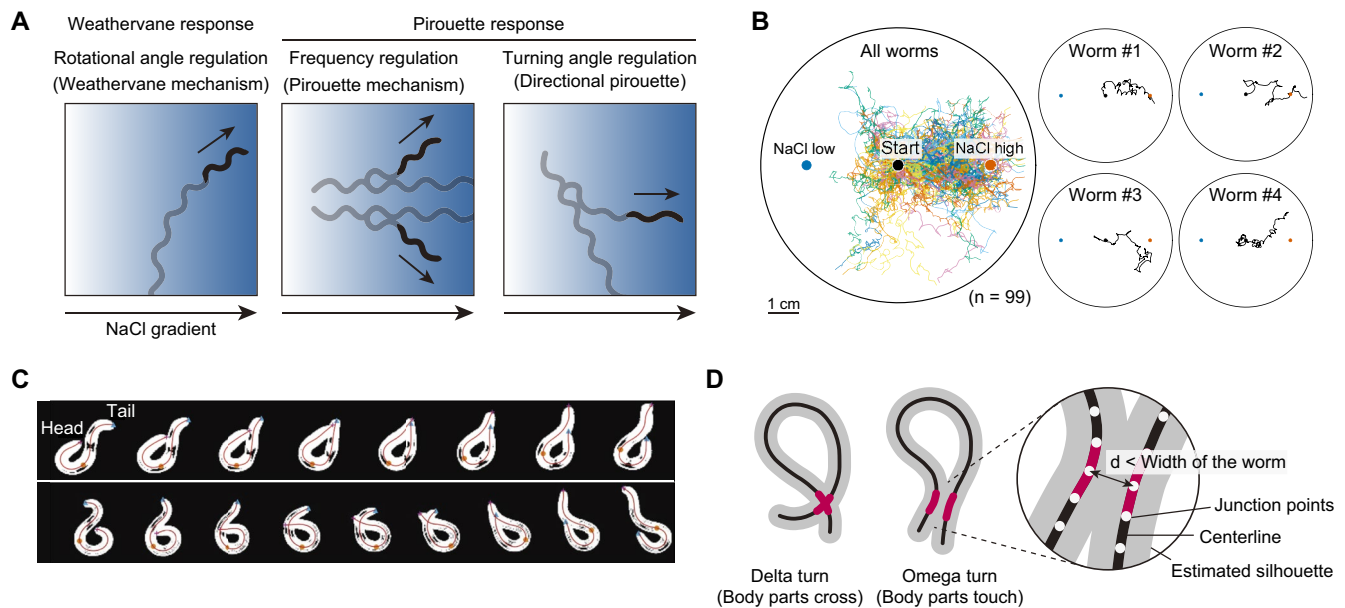 A
Weathervane response
Pirouette response
Rotational angle regulation
(Weathervane mechanism)
Frequency regulation
(Pirouette mechanism)
Turning angle regulation
(Directional pirouette)
NaCl gradient
B
All worms
NaCl low
Start
NaCl high
(n = 99)
1 cm
Worm #1
Worm #2
Worm #3
Worm #4
C
Head
Tail
D
d < Width of the worm
Junction points
Centerline
Estimated silhouette
Delta turn
(Body parts cross)
Omega turn
(Body parts touch)